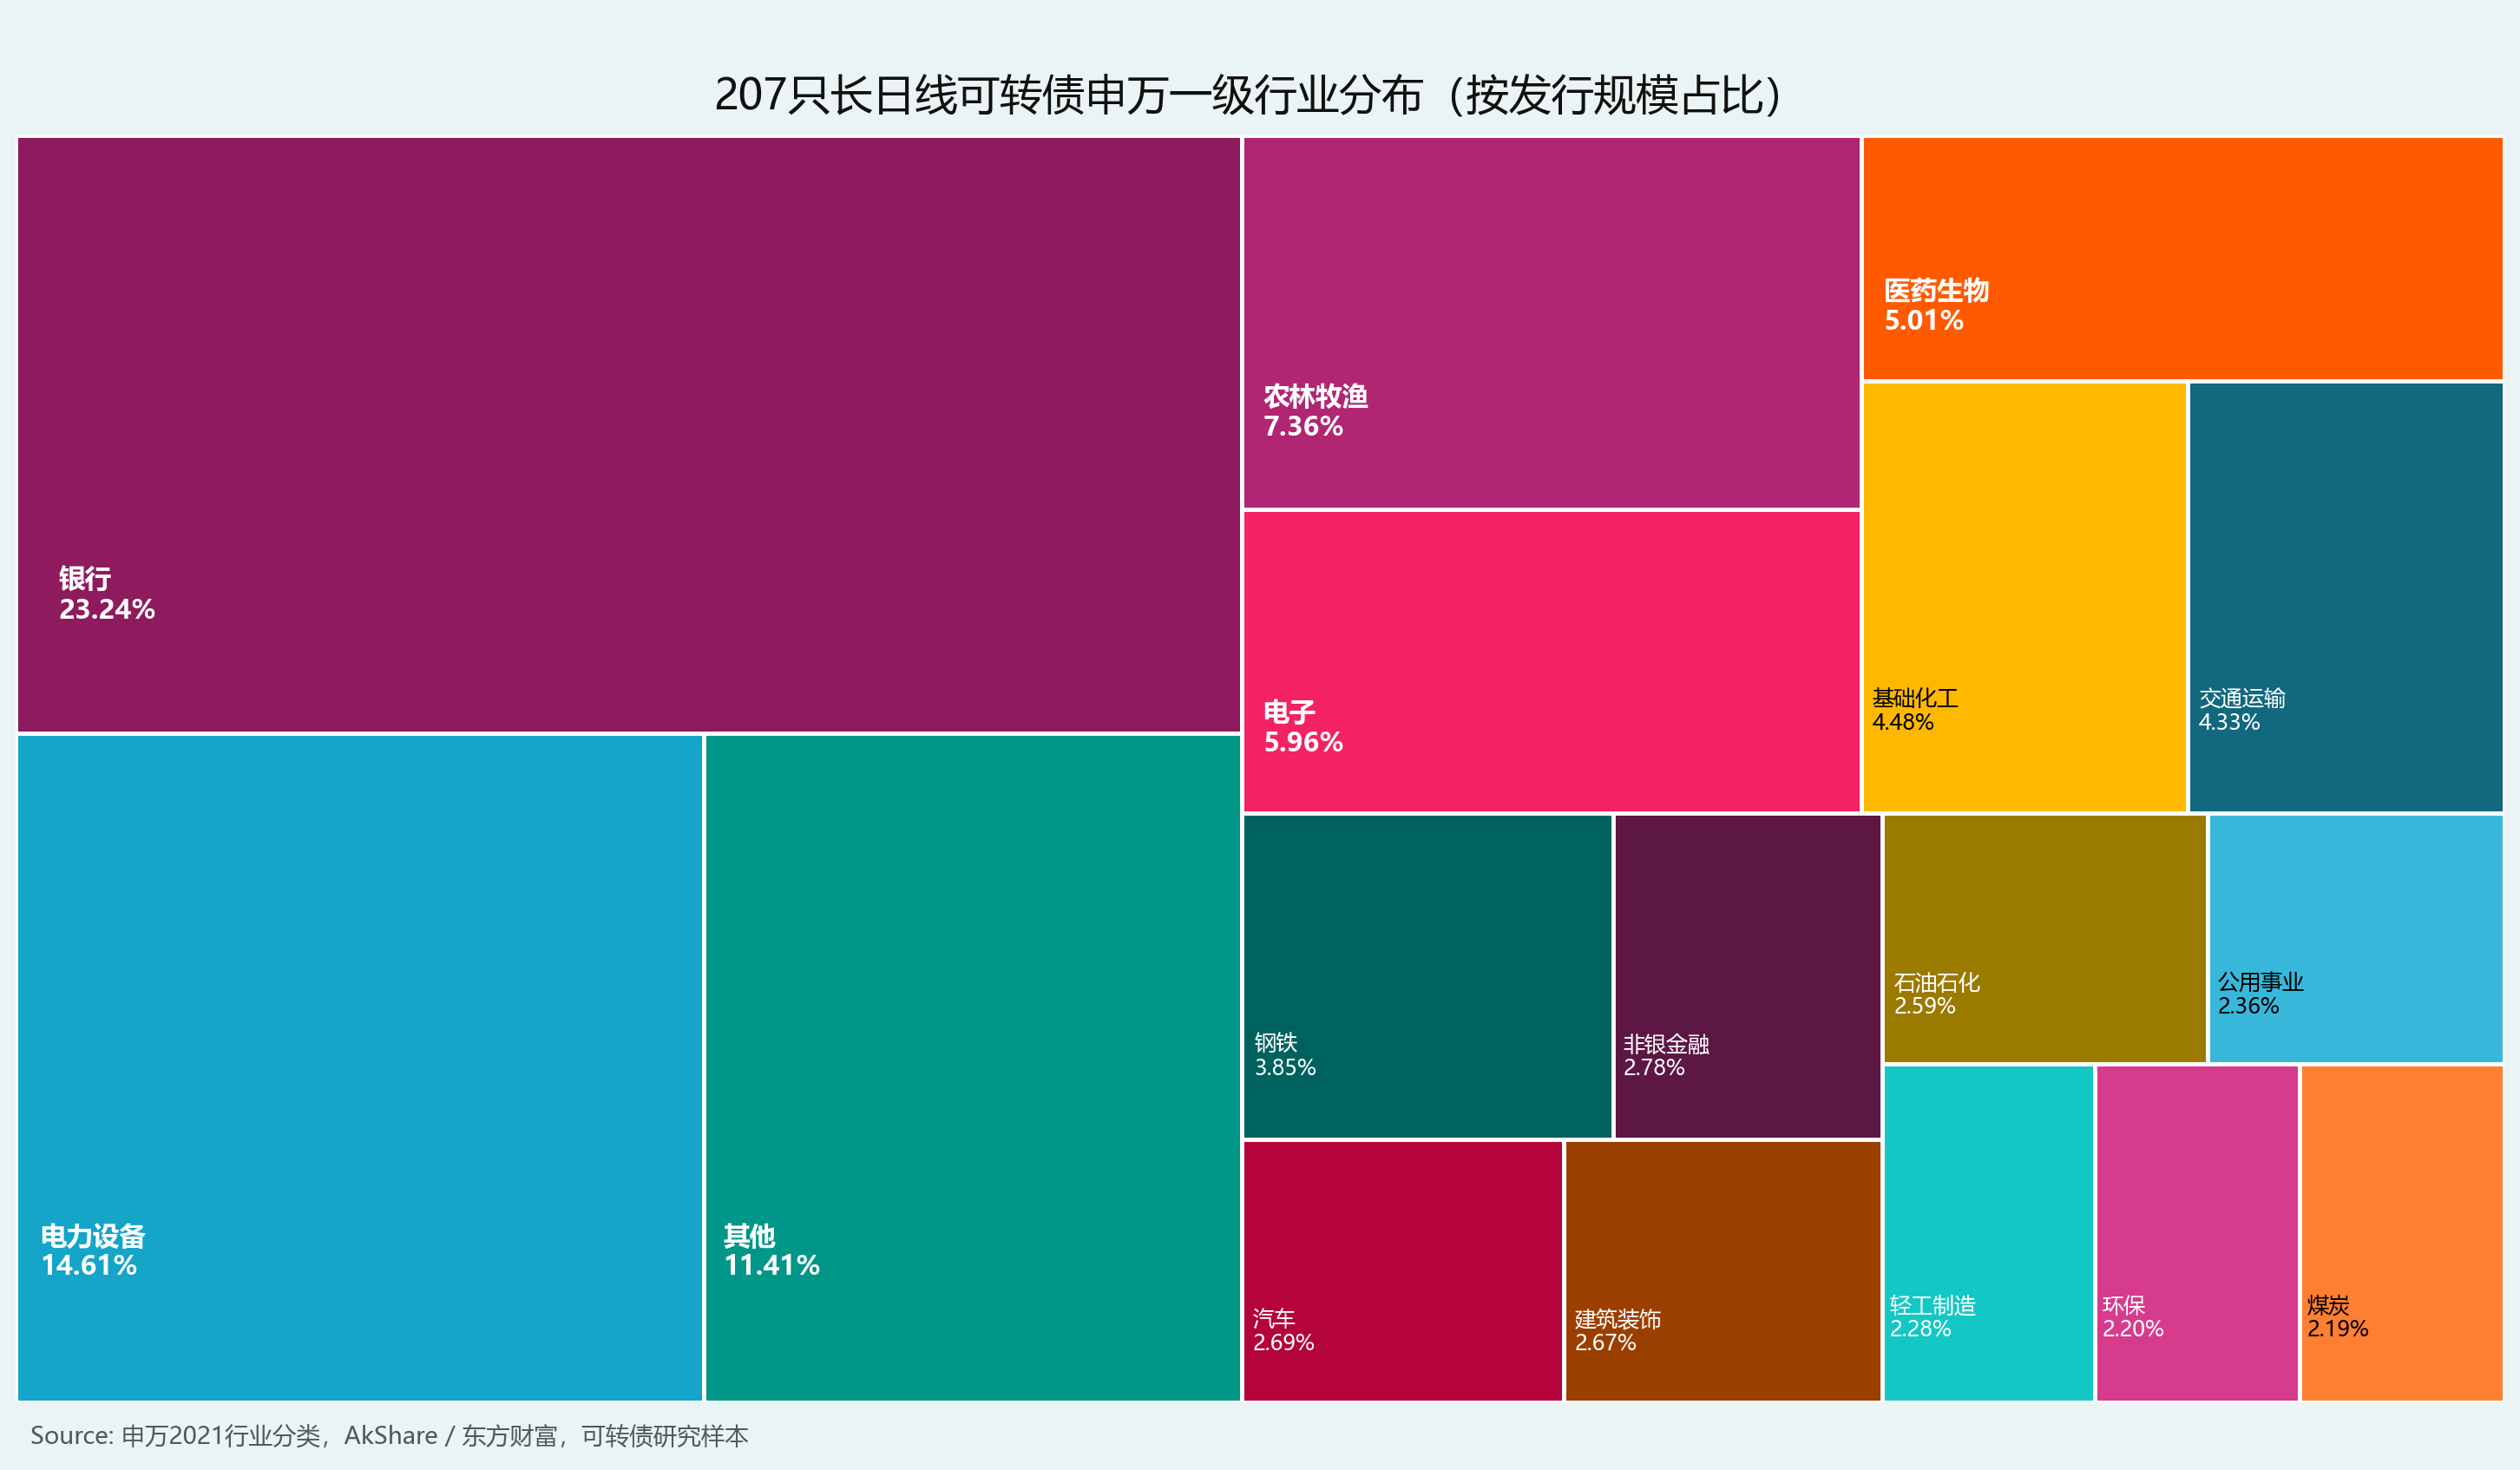 207只长日线可转债申万一级行业分布（按发行规模占比）
银行
23.24%
电力设备
14.61%
其他
11.41%
农林牧渔
7.36%
电子
5.96%
医药生物
5.01%
基础化工
4.48%
交通运输
4.33%
钢铁
3.85%
非银金融
2.78%
汽车
2.69%
建筑装饰
2.67%
石油石化
2.59%
公用事业
2.36%
轻工制造
2.28%
环保
2.20%
煤炭
2.19%
Source: 申万2021行业分类，AkShare / 东方财富，可转债研究样本